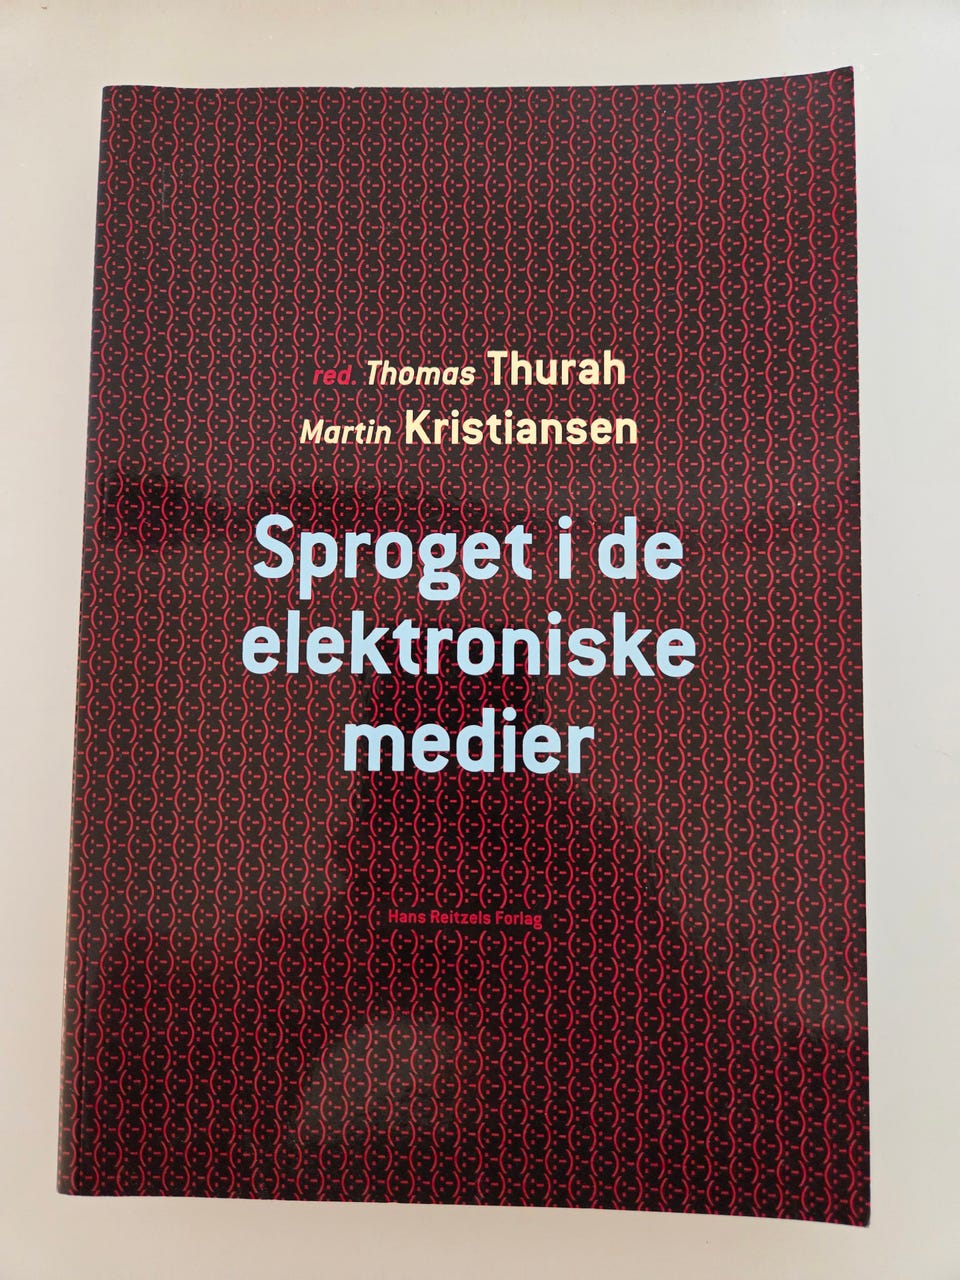 red. Thomas Thurah
Martin Kristiansen
Sproget i de
elektroniske
medier
Hans Reitzels Forlag